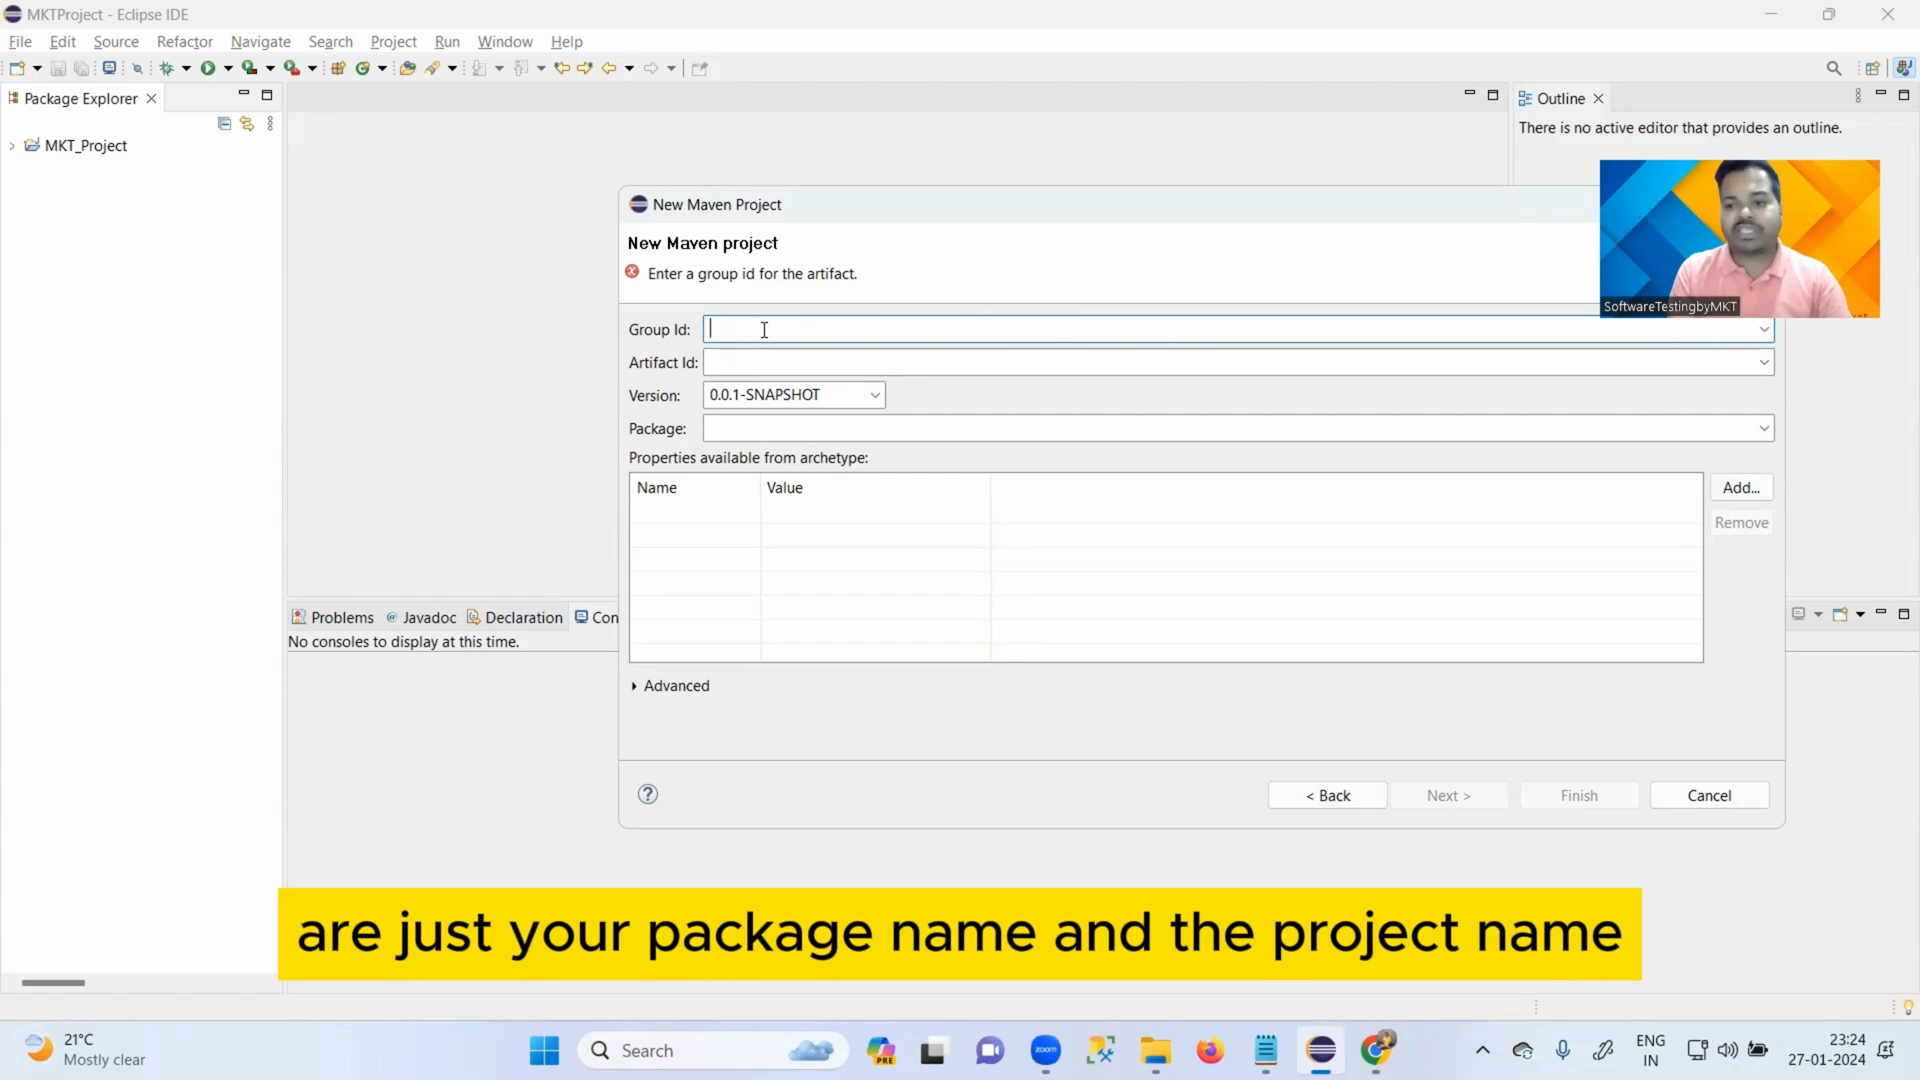 MKTProject - Eclipse IDE
File Edit Source Refactor Navigate Search Project Run Window Help
Package Explorer
Outline
There is no active editor that provides an outline.
MKT_Project
SoftwareTestingbyMKT
New Maven Project
New Maven project
Enter a group id for the artifact.
Group Id:
Artifact Id:
Version: 0.0.1-SNAPSHOT
Package:
Properties available from archetype:
Name Value
Add...
Remove
Problems @ Javadoc Declaration Con
No consoles to display at this time.
Advanced
< Back Next > Finish Cancel
are just your package name and the project name
21°C
Mostly clear
Search
PRE
zoom
ENG
IN
23:24
27-01-2024